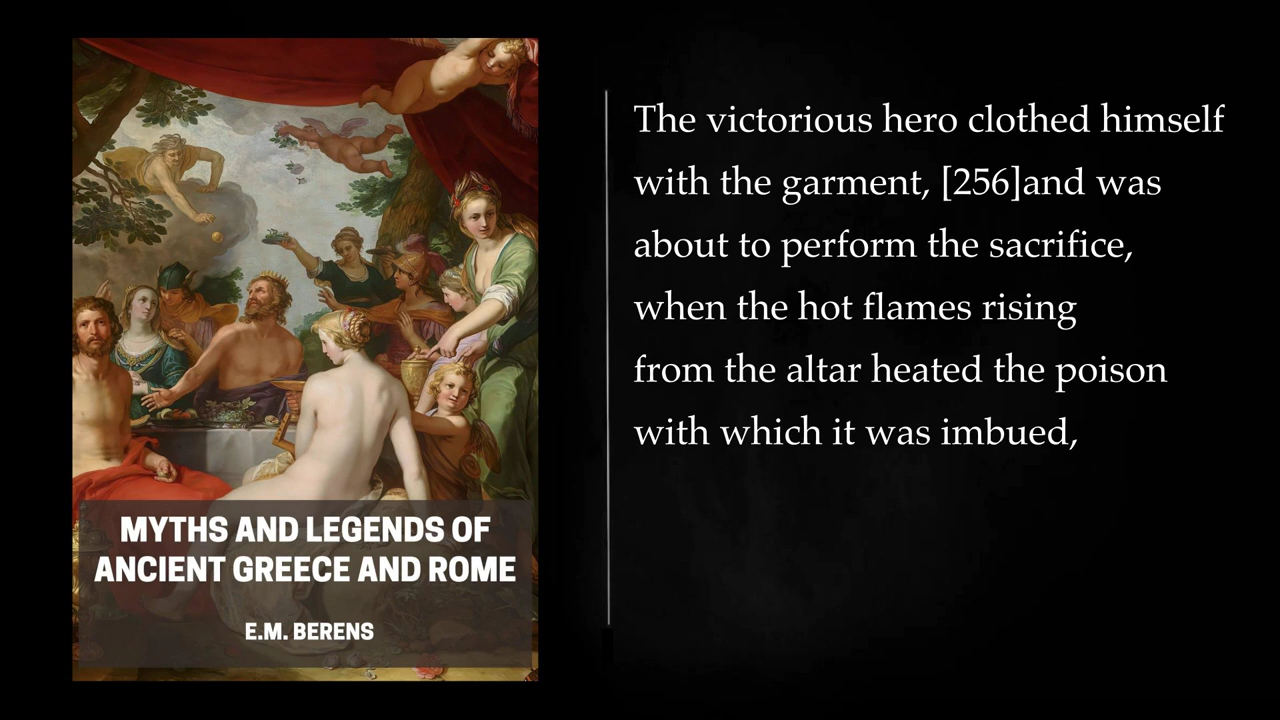 MYTHS AND LEGENDS OF
ANCIENT GREECE AND ROME
E.M. BERENS
The victorious hero clothed himself
with the garment, [256]and was
about to perform the sacrifice,
when the hot flames rising
from the altar heated the poison
with which it was imbued,